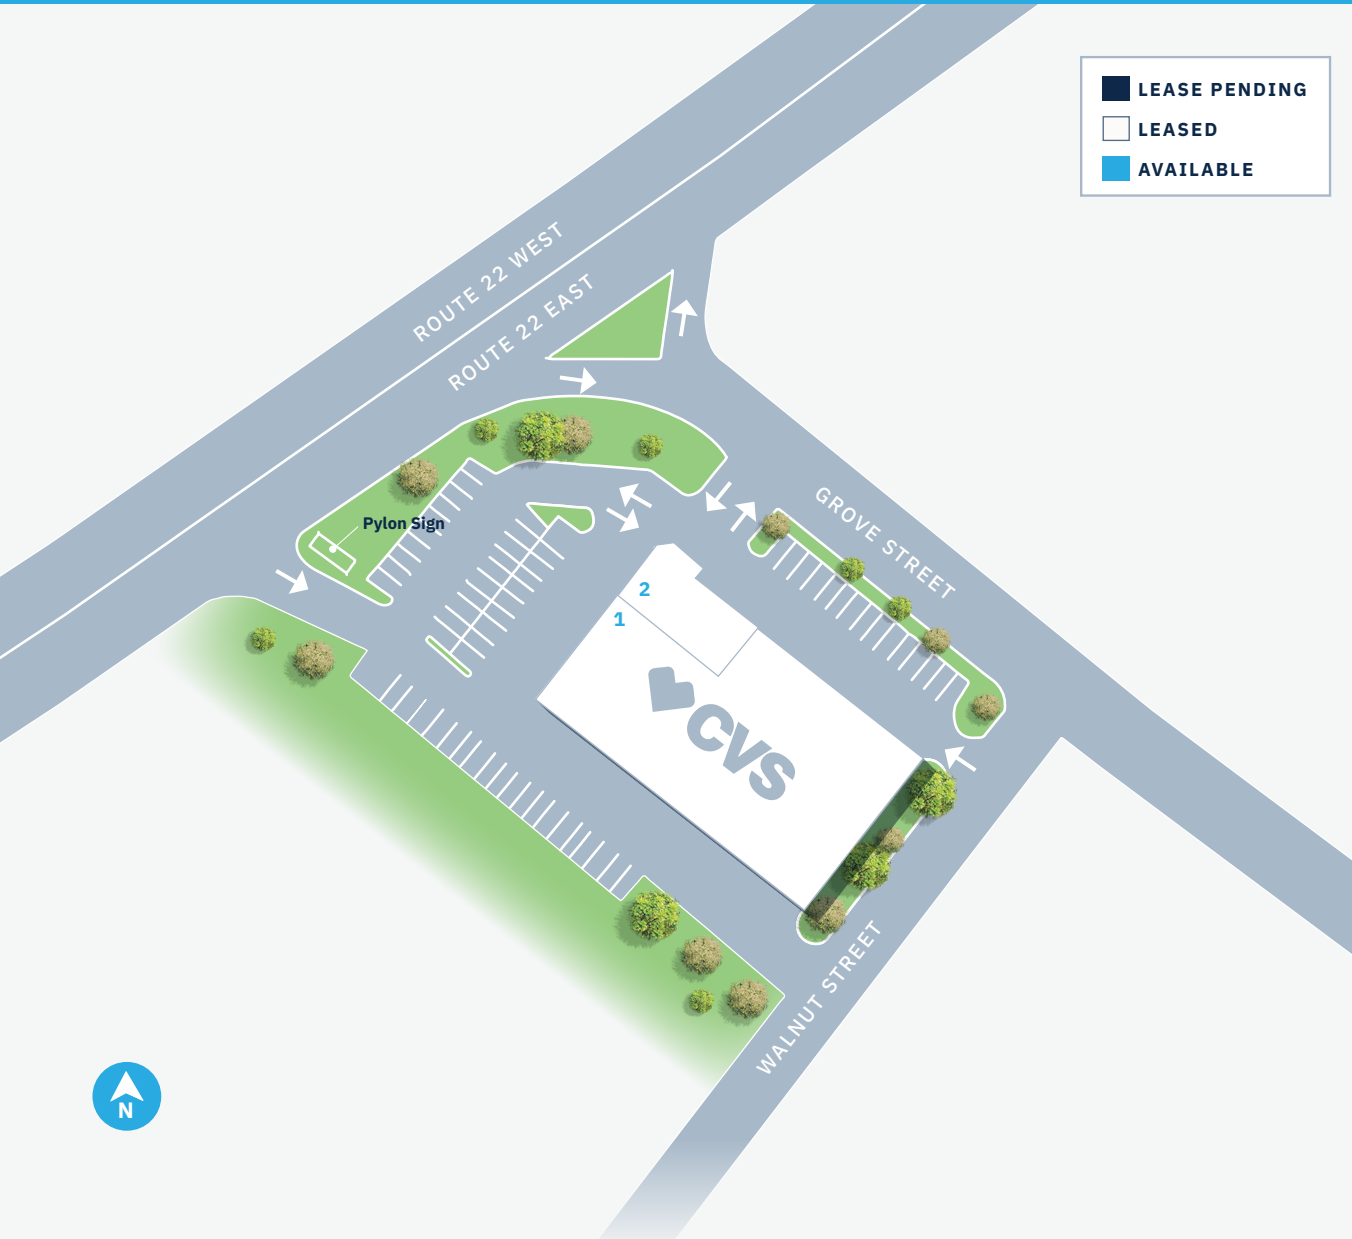 LEASE PENDING
LEASED
AVAILABLE
ROUTE 22 WEST
ROUTE 22 EAST
GROVE STREET
Pylon Sign
2
1
CVS
WALNUT STREET
N